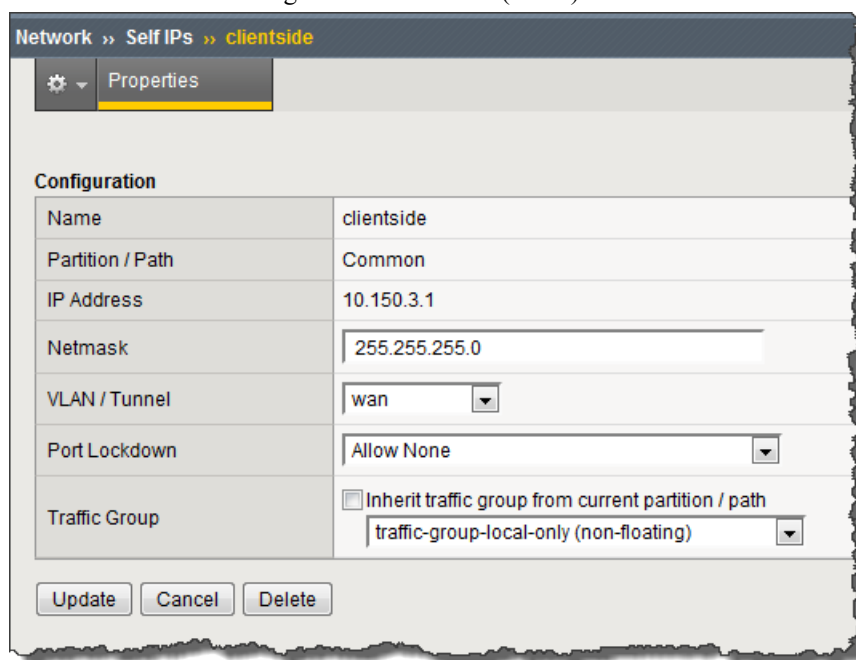 Network » Self IPs » clientside
Properties
Configuration
Name clientside
Partition / Path Common
IP Address 10.150.3.1
Netmask 255.255.255.0
VLAN / Tunnel wan
Port Lockdown Allow None
Traffic Group Inherit traffic group from current partition / path
traffic-group-local-only (non-floating)
Update Cancel Delete